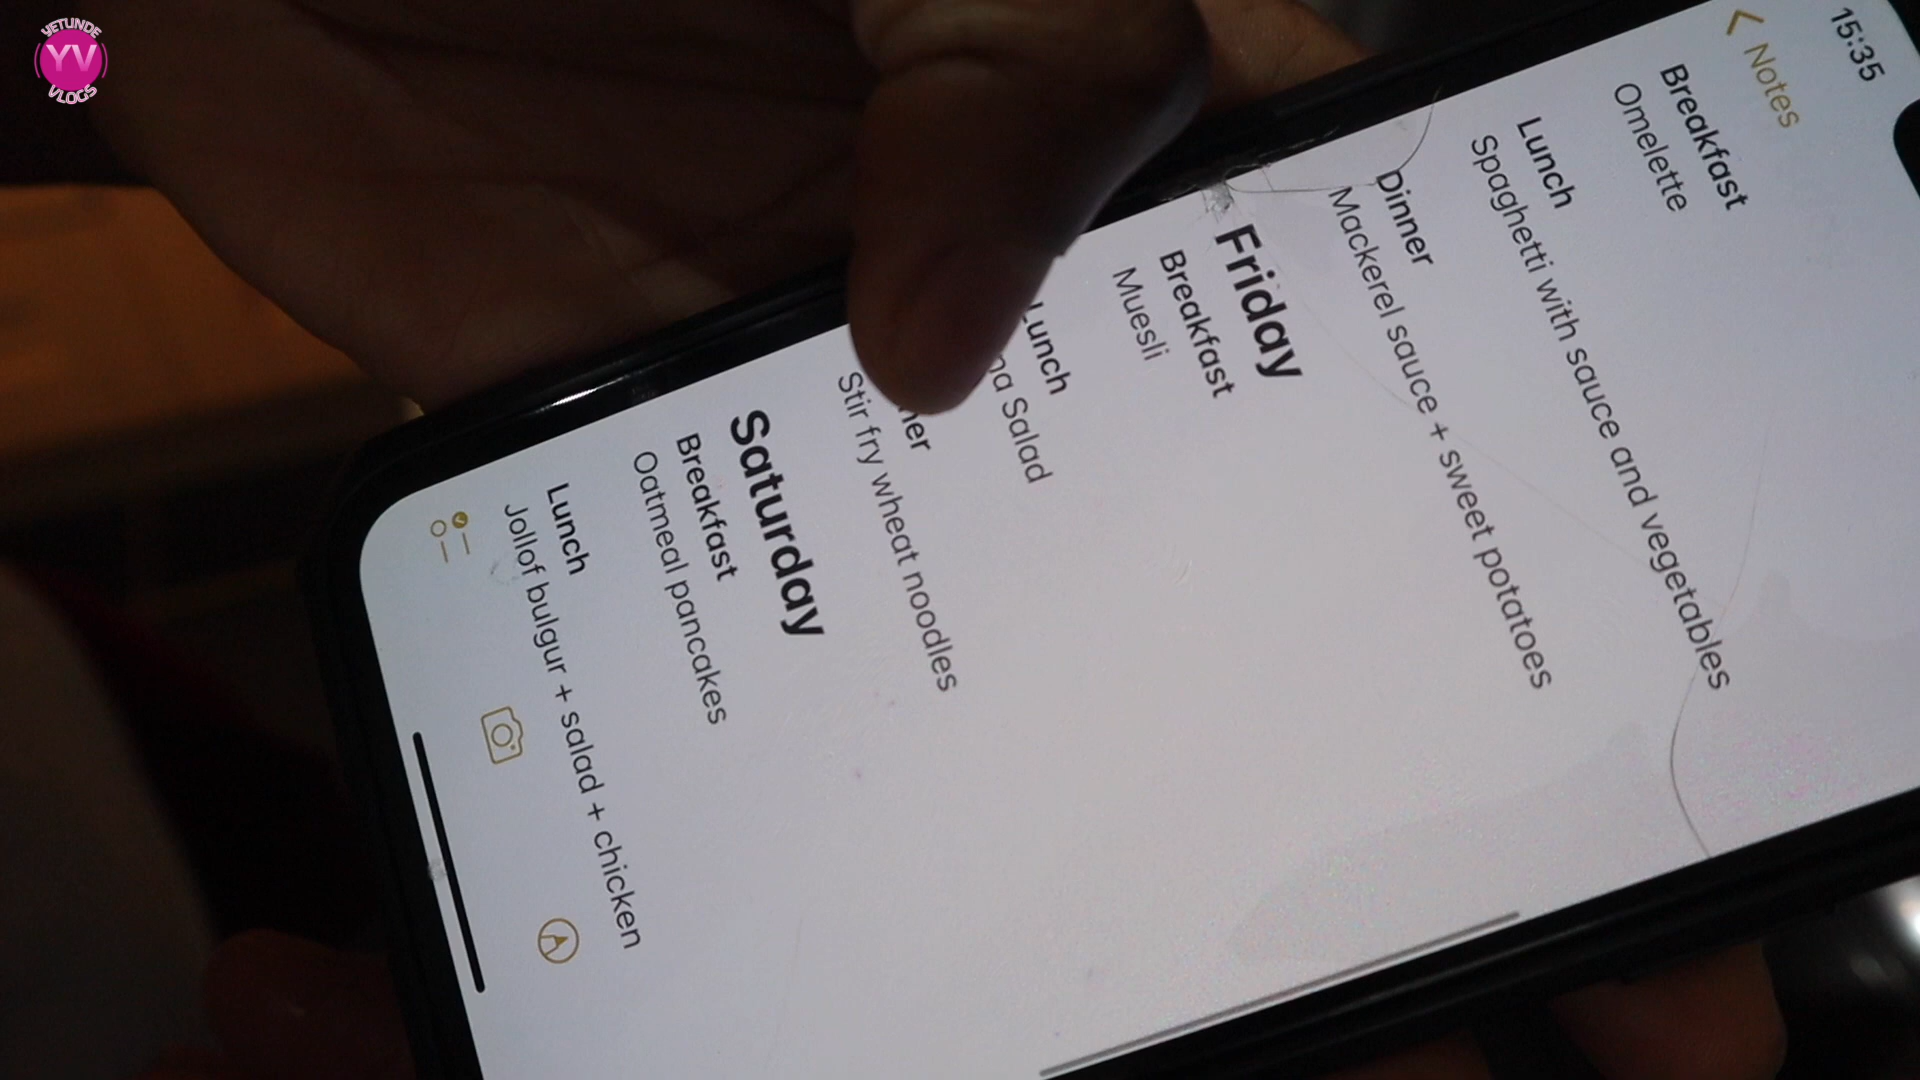 YETUNDE
YV
VLOGS
15:35
Notes
Breakfast
Omelette
Lunch
Spaghetti with sauce and vegetables
Dinner
Mackerel sauce + sweet potatoes
Friday
Breakfast
Muesli
Lunch
Salad
Stir fry wheat noodles
Saturday
Breakfast
Oatmeal pancakes
Lunch
Jollof bulgur + salad + chicken